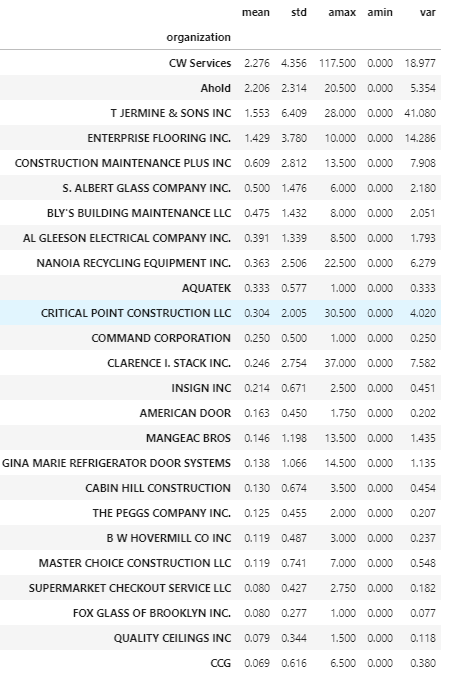 mean std amax amin var
organization
CW Services 2.276 4.356 117.500 0.000 18.977
Ahold 2.206 2.314 20.500 0.000 5.354
T JERMINE & SONS INC 1.553 6.409 28.000 0.000 41.080
ENTERPRISE FLOORING INC. 1.429 3.780 10.000 0.000 14.286
CONSTRUCTION MAINTENANCE PLUS INC 0.609 2.812 13.500 0.000 7.908
S. ALBERT GLASS COMPANY INC. 0.500 1.476 6.000 0.000 2.180
BLY'S BUILDING MAINTENANCE LLC 0.475 1.432 8.000 0.000 2.051
AL GLEESON ELECTRICAL COMPANY INC. 0.391 1.339 8.500 0.000 1.793
NANOIA RECYCLING EQUIPMENT INC. 0.363 2.506 22.500 0.000 6.279
AQUATEK 0.333 0.577 1.000 0.000 0.333
CRITICAL POINT CONSTRUCTION LLC 0.304 2.005 30.500 0.000 4.020
COMMAND CORPORATION 0.250 0.500 1.000 0.000 0.250
CLARENCE I. STACK INC. 0.246 2.754 37.000 0.000 7.582
INSIGN INC 0.214 0.671 2.500 0.000 0.451
AMERICAN DOOR 0.163 0.450 1.750 0.000 0.202
MANGEAC BROS 0.146 1.198 13.500 0.000 1.435
GINA MARIE REFRIGERATOR DOOR SYSTEMS 0.138 1.066 14.500 0.000 1.135
CABIN HILL CONSTRUCTION 0.130 0.674 3.500 0.000 0.454
THE PEGGS COMPANY INC. 0.125 0.455 2.000 0.000 0.207
B W HOVERMILL CO INC 0.119 0.487 3.000 0.000 0.237
MASTER CHOICE CONSTRUCTION LLC 0.119 0.741 7.000 0.000 0.548
SUPERMARKET CHECKOUT SERVICE LLC 0.080 0.427 2.750 0.000 0.182
FOX GLASS OF BROOKLYN INC. 0.080 0.277 1.000 0.000 0.077
QUALITY CEILINGS INC 0.079 0.344 1.500 0.000 0.118
CCG 0.069 0.616 6.500 0.000 0.380